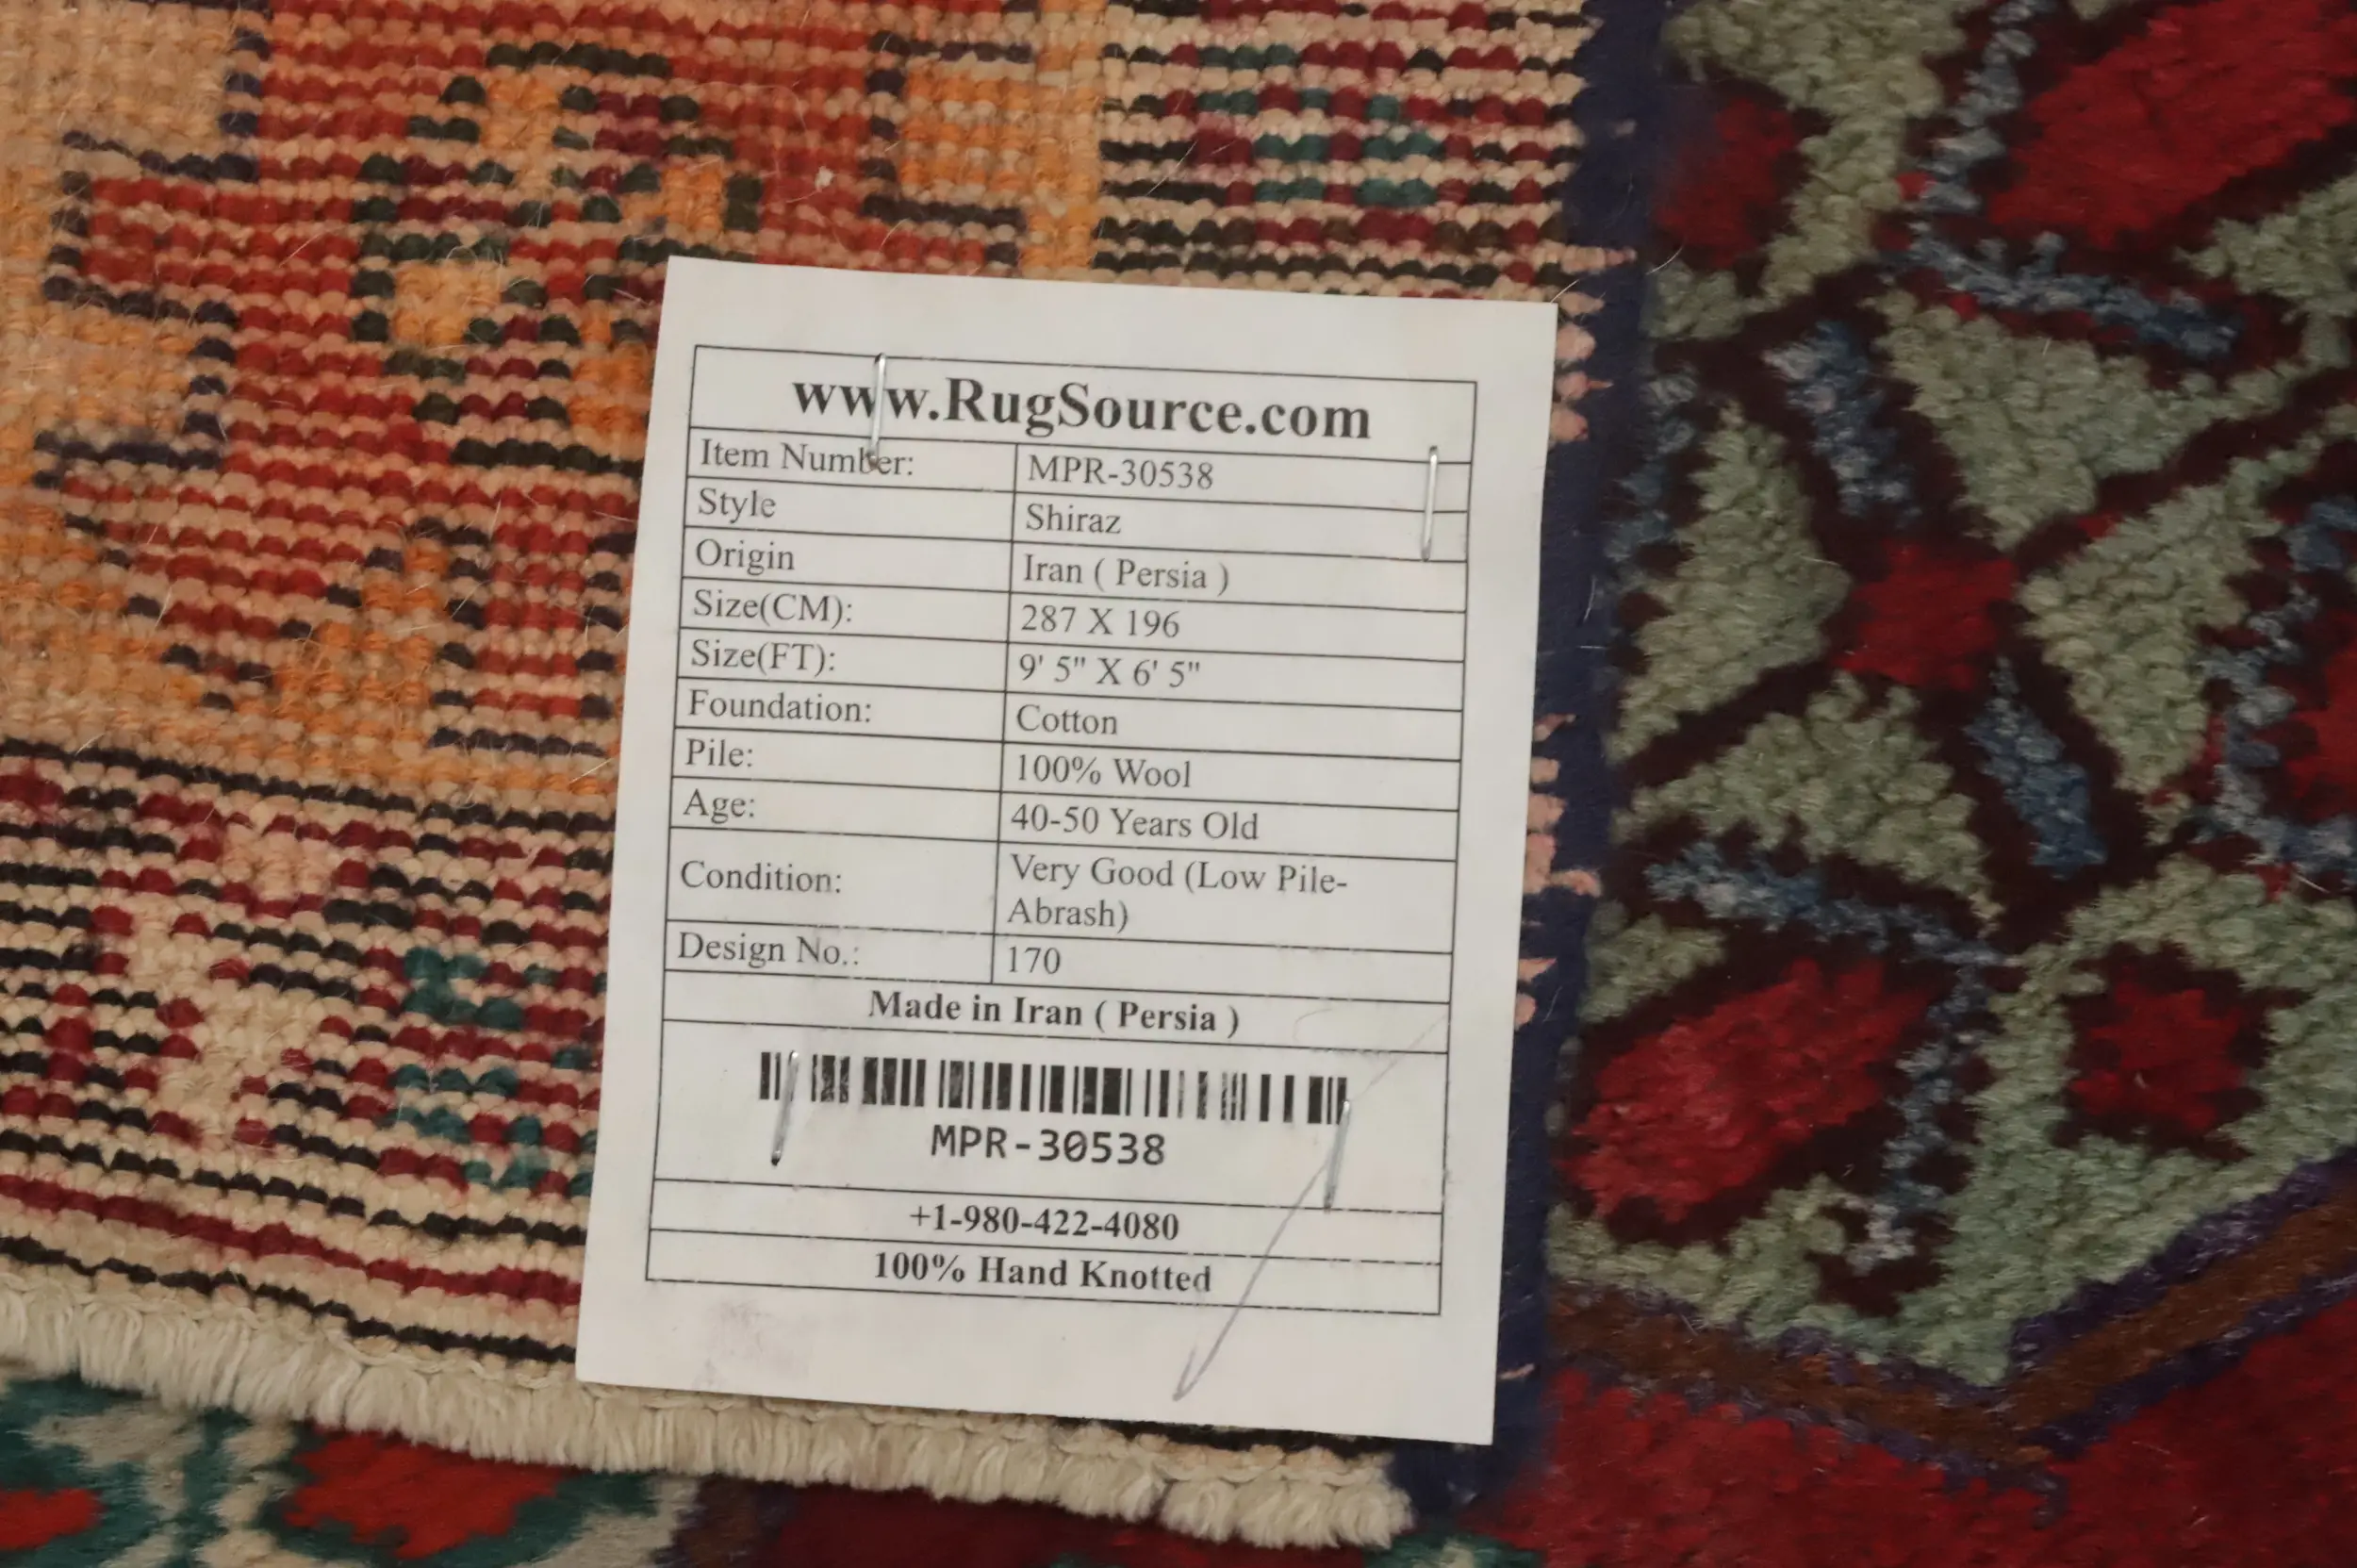 www.RugSource.com
Item Number: MPR-30538
Style Shiraz
Origin Iran ( Persia )
Size(CM): 287 X 196
Size(FT): 9' 5" X 6' 5"
Foundation: Cotton
Pile: 100% Wool
Age: 40-50 Years Old
Condition: Very Good (Low Pile-
Abrash)
Design No.: 170
Made in Iran ( Persia )
MPR-30538
+1-980-422-4080
100% Hand Knotted